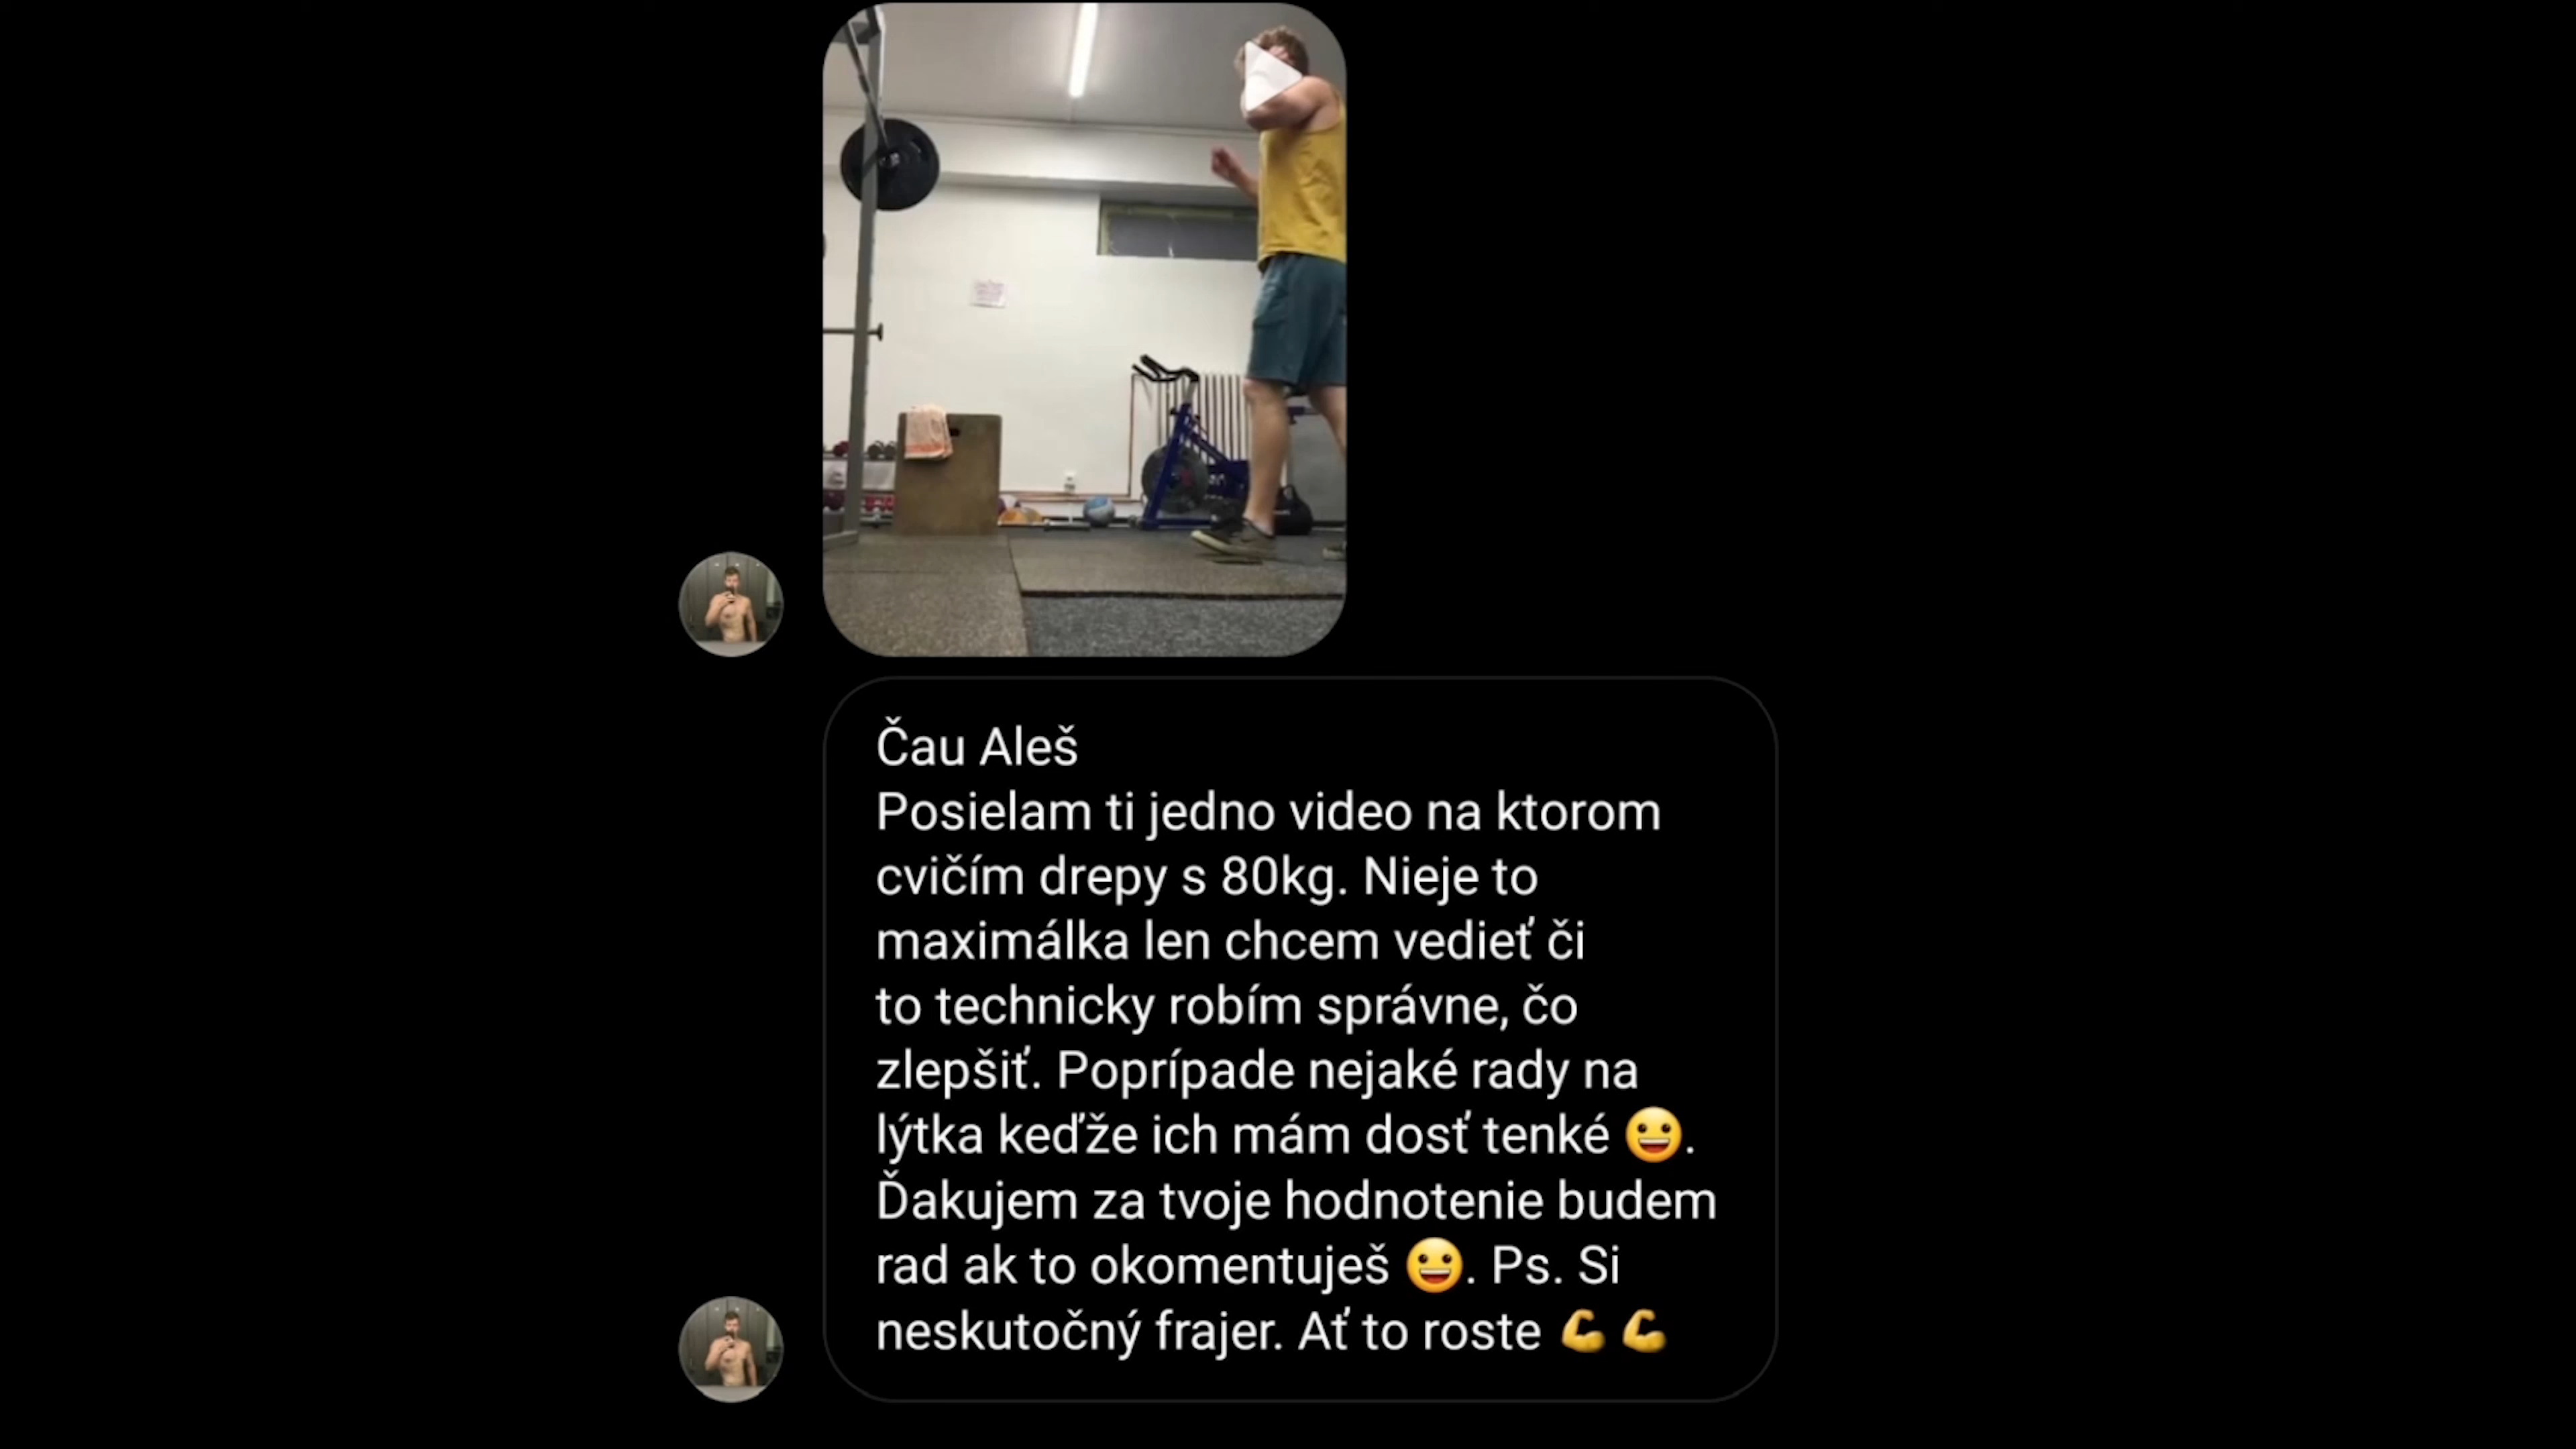 Čau Aleš
Posielam ti jedno video na ktorom
cvičím drepy s 80kg. Nieje to
maximálka len chcem vedieť či
to technicky robím správne, čo
zlepšiť. Poprípade nejaké rady na
lýtka keďže ich mám dosť tenké 😀.
Ďakujem za tvoje hodnotenie budem
rad ak to okomentuješ 😀. Ps. Si
neskutočný frajer. Ať to roste 💪💪